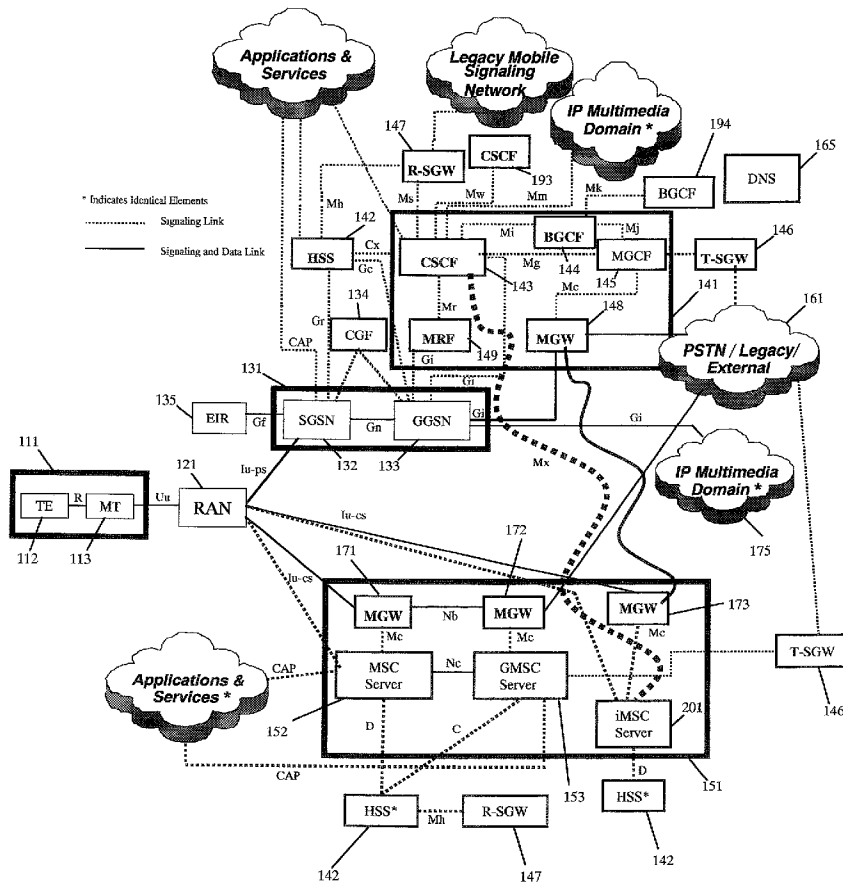 Applications &
Services
Legacy Mobile
Signaling
Network
IP Multimedia
Domain *
147
194
165
R-SGW
CSCF
193
BGCF
DNS
* Indicates Identical Elements
Signaling Link
Signaling and Data Link
Mh
Ms
Mw
Mm
Mk
142
HSS
Cx
Gc
CSCF
143
Mi
BGCF
144
Mj
Mg
MGCF
145
146
T-SGW
141
Mc
134
CGF
Gr
CAP
Mr
MRF
149
Gi
MGW
148
161
PSTN / Legacy/
External
131
Gi
135
EIR
Gf
SGSN
132
Gn
GGSN
133
Gi
Gi
Mx
IP Multimedia
Domain *
175
111
TE
R
MT
112
113
Uu
121
RAN
Iu-ps
Iu-cs
Iu-cs
171
172
MGW
Nb
MGW
MGW
173
Mc
Mc
Mc
Applications &
Services *
CAP
MSC
Server
152
Nc
GMSC
Server
T-SGW
146
iMSC
Server
201
D
C
D
CAP
153
151
HSS*
Mh
R-SGW
HSS*
142
147
142